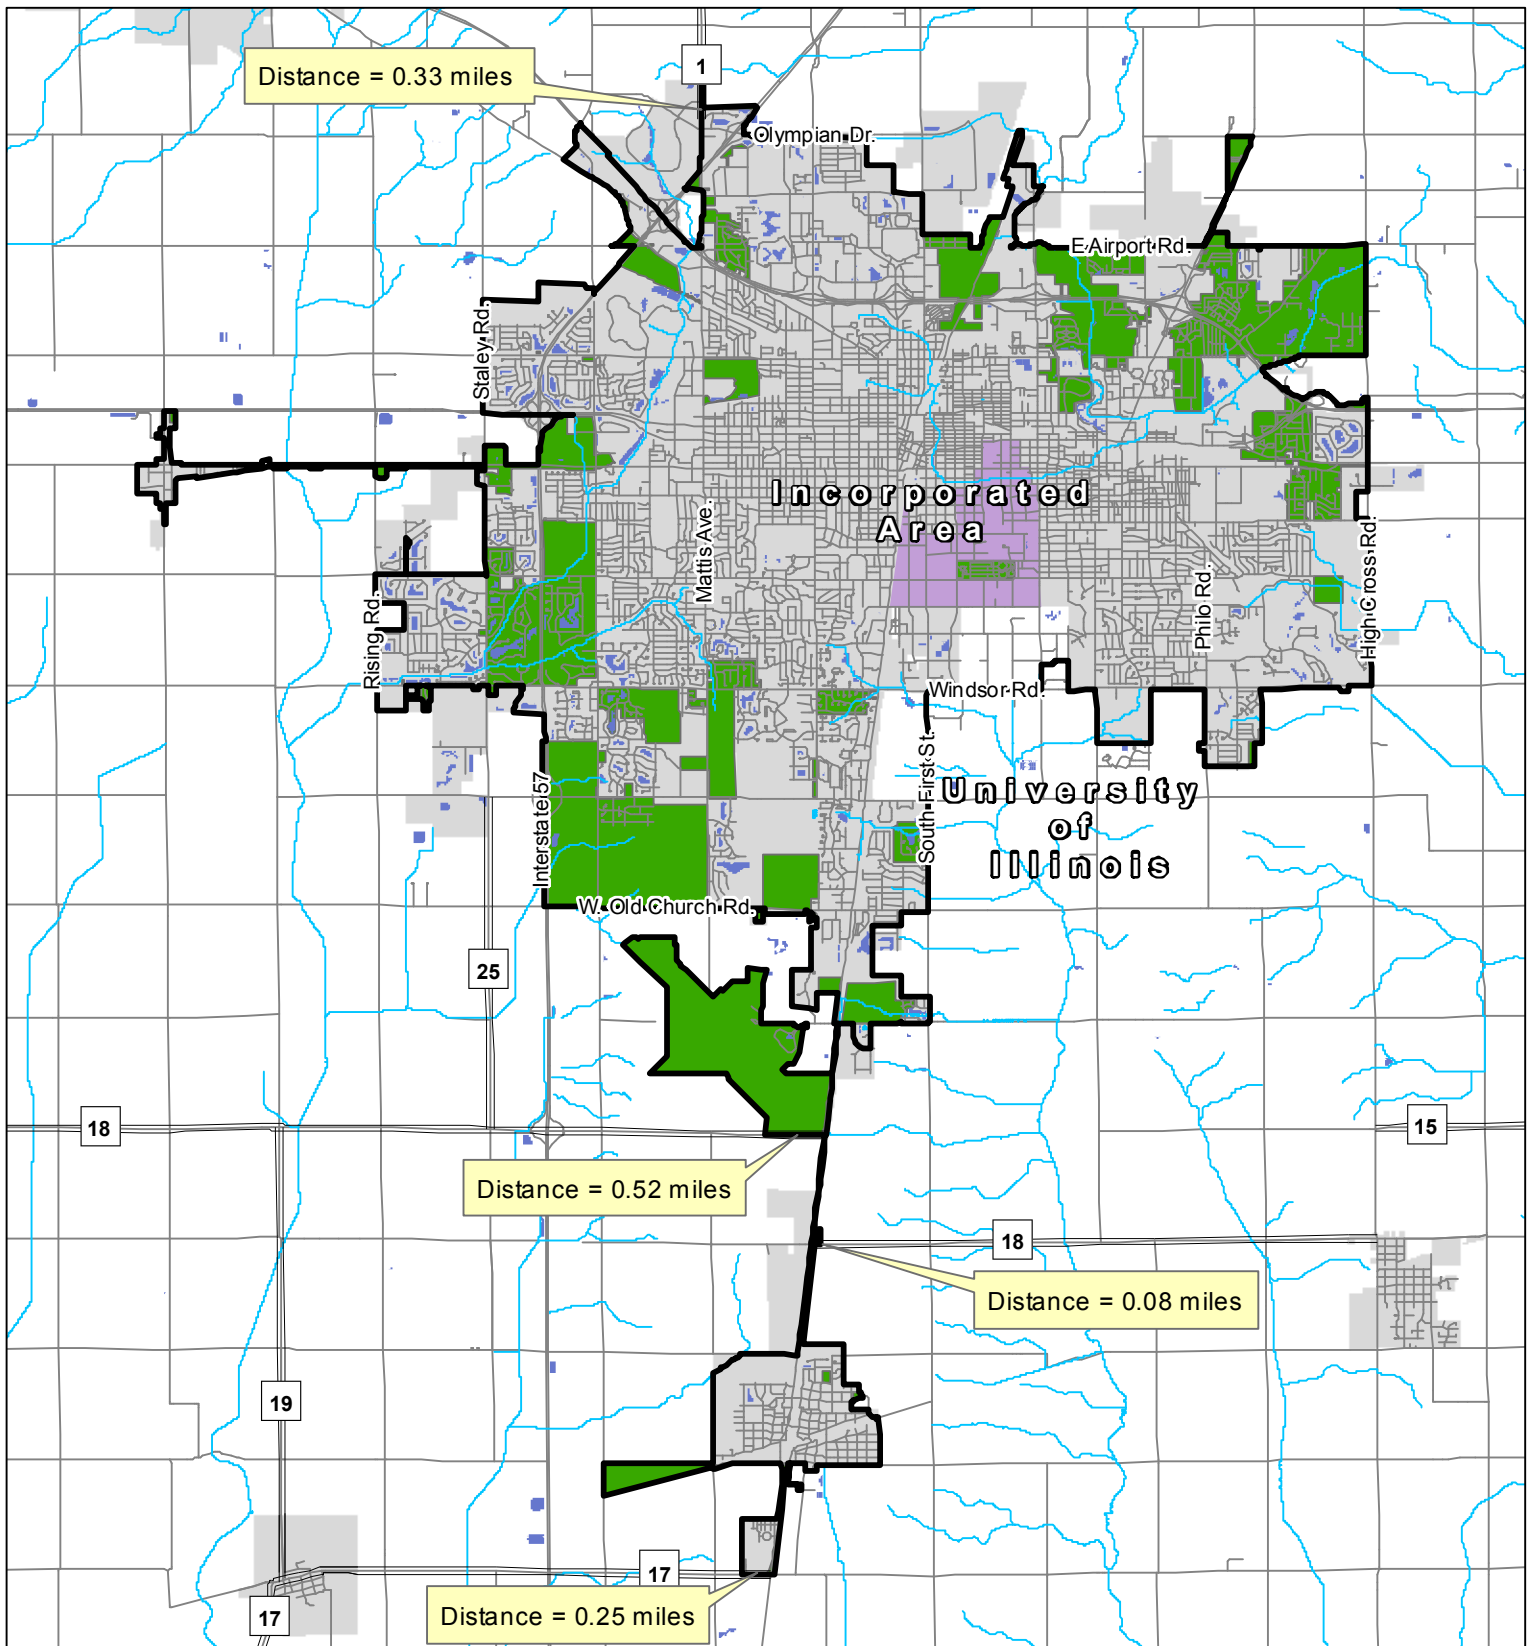 1
Distance = 0.33 miles
Olympian Dr.
E Airport Rd.
Staley Rd.
Incorporated
Area
Mattis Ave.
High Cross Rd.
Philo Rd.
Rising Rd.
Windsor Rd.
South First St.
University
of
Illinois
Interstate 57
W. Old Church Rd.
25
18
15
Distance = 0.52 miles
18
Distance = 0.08 miles
19
17
Distance = 0.25 miles
17